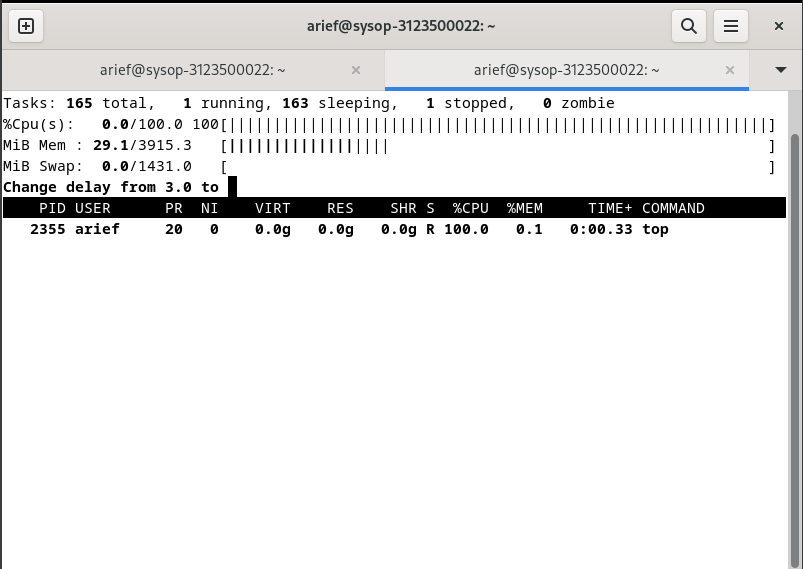 arief@sysop-3123500022: ~
arief@sysop-3123500022: ~ × arief@sysop-3123500022: ~ ×
Tasks: 165 total,   1 running, 163 sleeping,   1 stopped,   0 zombie
%Cpu(s):   0.0/100.0 100[||||||||||||||||||||||||||||||||||||||||||||||||||||||||||||]
MiB Mem : 29.1/3915.3   [||||||||||||||||||                                          ]
MiB Swap:  0.0/1431.0   [                                                            ]
Change delay from 3.0 to
    PID USER      PR  NI    VIRT    RES    SHR S  %CPU  %MEM     TIME+ COMMAND
   2355 arief     20   0    0.0g   0.0g   0.0g R 100.0   0.1   0:00.33 top